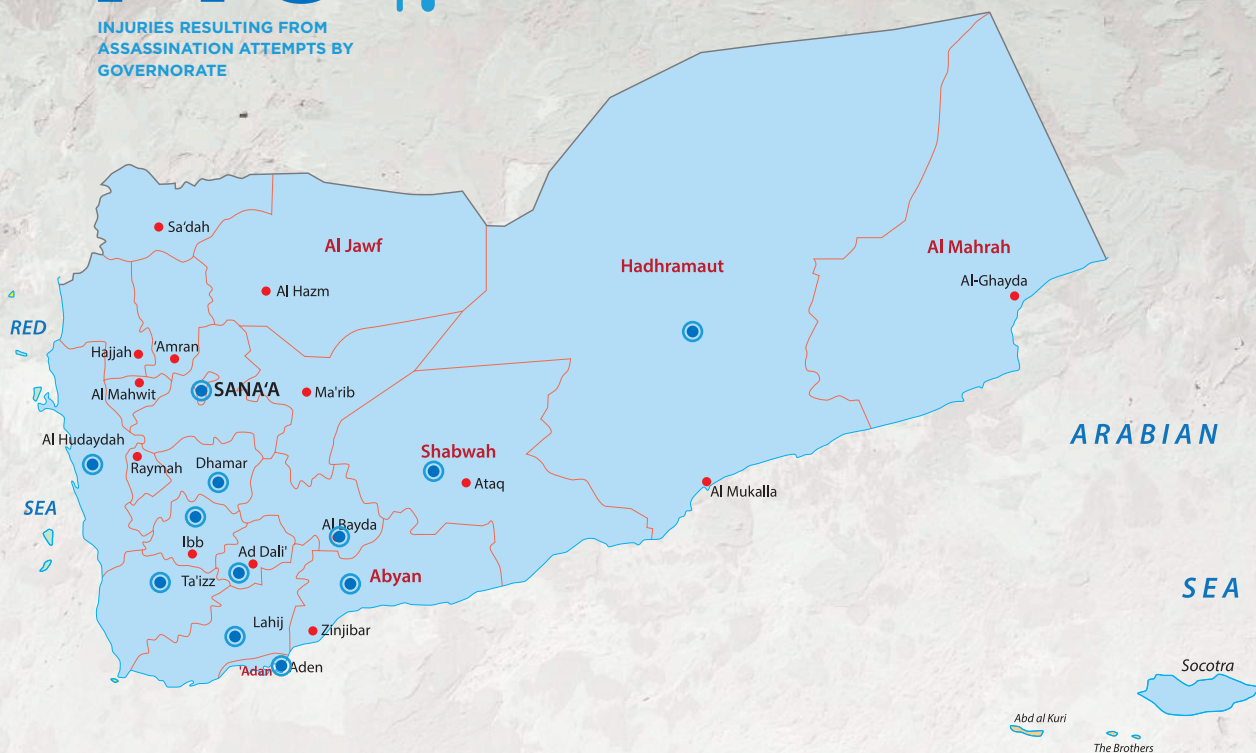 INJURIES RESULTING FROM
ASSASSINATION ATTEMPTS BY
GOVERNORATE
Sa'dah
Al Jawf
Al Mahrah
Hadhramaut
Al-Ghayda
Al Hazm
RED
Hajjah
'Amran
SANA'A
Ma'rib
Al Mahwit
ARABIAN
Al Hudaydah
Shabwah
Raymah
Dhamar
Ataq
Al Mukalla
SEA
Al Bayda
Ibb
Ad Dali'
Ta'izz
Abyan
SEA
Lahij
Zinjibar
'Adan
Aden
Socotra
Abd al Kuri
The Brothers